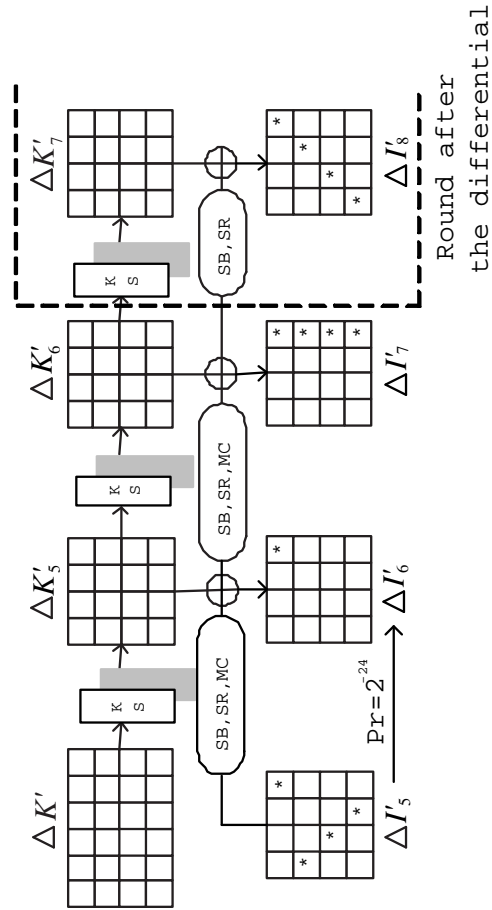 ΔK′
ΔK′₅
ΔK′₆
ΔK′₇
K
S
K
S
K
S
SB,SR,MC
SB,SR,MC
SB,SR
* * * *
* * *
* * *
* * *
ΔI′₅
Pr=2⁻²⁴
ΔI′₆
ΔI′₇
ΔI′₈
Round after
the differential